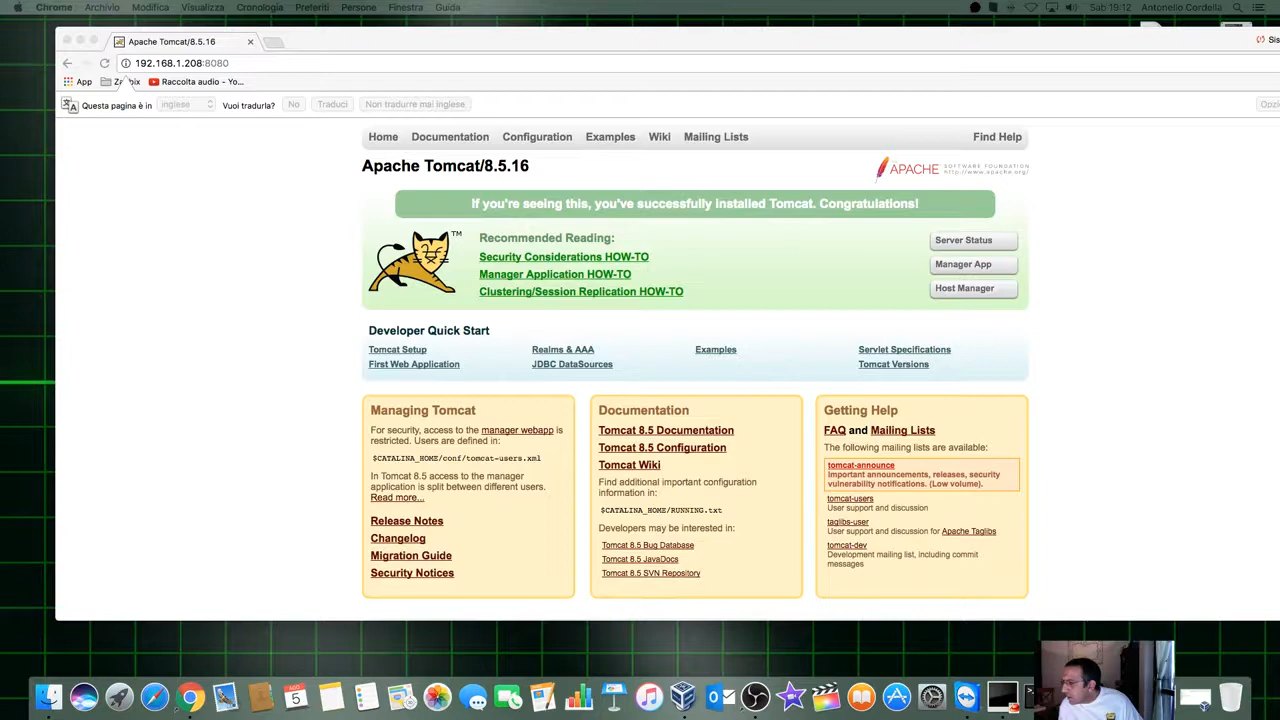 Chrome Archivio Modifica Visualizza Cronologia Preferiti Persone Finestra Guida Sab 19:12 Antonello Cordella
Apache Tomcat/8.5.16
192.168.1.208:8080
App Raccolta audio - Yo...
Questa pagina è in inglese Vuoi tradurla? No Traduci Non tradurre mai inglese
Home Documentation Configuration Examples Wiki Mailing Lists Find Help
Apache Tomcat/8.5.16
APACHE SOFTWARE FOUNDATION
http://www.apache.org/
If you're seeing this, you've successfully installed Tomcat. Congratulations!
TM
Recommended Reading:
Security Considerations HOW-TO
Manager Application HOW-TO
Clustering/Session Replication HOW-TO
Server Status
Manager App
Host Manager
Developer Quick Start
Tomcat Setup Realms & AAA Examples Servlet Specifications
First Web Application JDBC DataSources Tomcat Versions
Managing Tomcat
For security, access to the manager webapp is
restricted. Users are defined in:
$CATALINA_HOME/conf/tomcat-users.xml
In Tomcat 8.5 access to the manager
application is split between different users.
Read more...
Release Notes
Changelog
Migration Guide
Security Notices
Documentation
Tomcat 8.5 Documentation
Tomcat 8.5 Configuration
Tomcat Wiki
Find additional important configuration
information in:
$CATALINA_HOME/RUNNING.txt
Developers may be interested in:
Tomcat 8.5 Bug Database
Tomcat 8.5 JavaDocs
Tomcat 8.5 SVN Repository
Getting Help
FAQ and Mailing Lists
The following mailing lists are available:
tomcat-announce
Important announcements, releases, security
vulnerability notifications. (Low volume).
tomcat-users
User support and discussion
taglibs-user
User support and discussion for Apache Taglibs
tomcat-dev
Development mailing list, including commit
messages
AGO
5